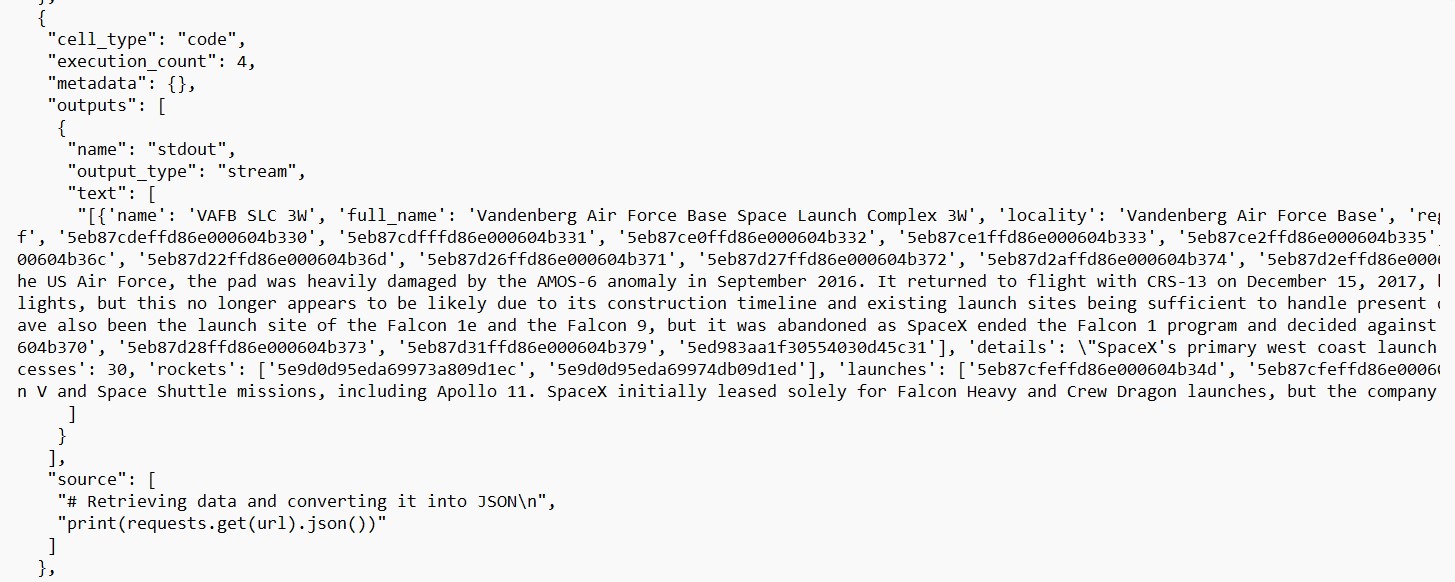 },
{
"cell_type": "code",
"execution_count": 4,
"metadata": {},
"outputs": [
{
"name": "stdout",
"output_type": "stream",
"text": [
"[{'name': 'VAFB SLC 3W', 'full_name': 'Vandenberg Air Force Base Space Launch Complex 3W', 'locality': 'Vandenberg Air Force Base', 'reg
f', '5eb87cdeffd86e000604b330', '5eb87cdfffd86e000604b331', '5eb87ce0ffd86e000604b332', '5eb87ce1ffd86e000604b333', '5eb87ce2ffd86e000604b335',
00604b36c', '5eb87d22ffd86e000604b36d', '5eb87d26ffd86e000604b371', '5eb87d27ffd86e000604b372', '5eb87d2affd86e000604b374', '5eb87d2effd86e0006
he US Air Force, the pad was heavily damaged by the AMOS-6 anomaly in September 2016. It returned to flight with CRS-13 on December 15, 2017,
lights, but this no longer appears to be likely due to its construction timeline and existing launch sites being sufficient to handle present
ave also been the launch site of the Falcon 1e and the Falcon 9, but it was abandoned as SpaceX ended the Falcon 1 program and decided against
604b370', '5eb87d28ffd86e000604b373', '5eb87d31ffd86e000604b379', '5ed983aa1f30554030d45c31'], 'details': \"SpaceX's primary west coast launch
cesses': 30, 'rockets': ['5e9d0d95eda69973a809d1ec', '5e9d0d95eda69974db09d1ed'], 'launches': ['5eb87cfeffd86e000604b34d', '5eb87cfeffd86e0006
n V and Space Shuttle missions, including Apollo 11. SpaceX initially leased solely for Falcon Heavy and Crew Dragon launches, but the company
]
}
],
"source": [
"# Retrieving data and converting it into JSON\n",
"print(requests.get(url).json())"
]
},